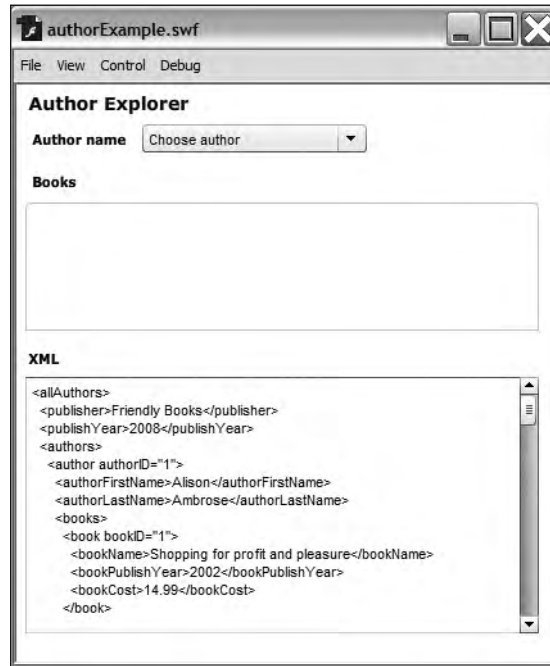 authorExample.swf
File View Control Debug
Author Explorer
Author name Choose author
Books
XML
<allAuthors>
<publisher>Friendly Books</publisher>
<publishYear>2008</publishYear>
<authors>
<author authorID="1">
<authorFirstName>Alison</authorFirstName>
<authorLastName>Ambrose</authorLastName>
<books>
<book bookID="1">
<bookName>Shopping for profit and pleasure</bookName>
<bookPublishYear>2002</bookPublishYear>
<bookCost>14.99</bookCost>
</book>